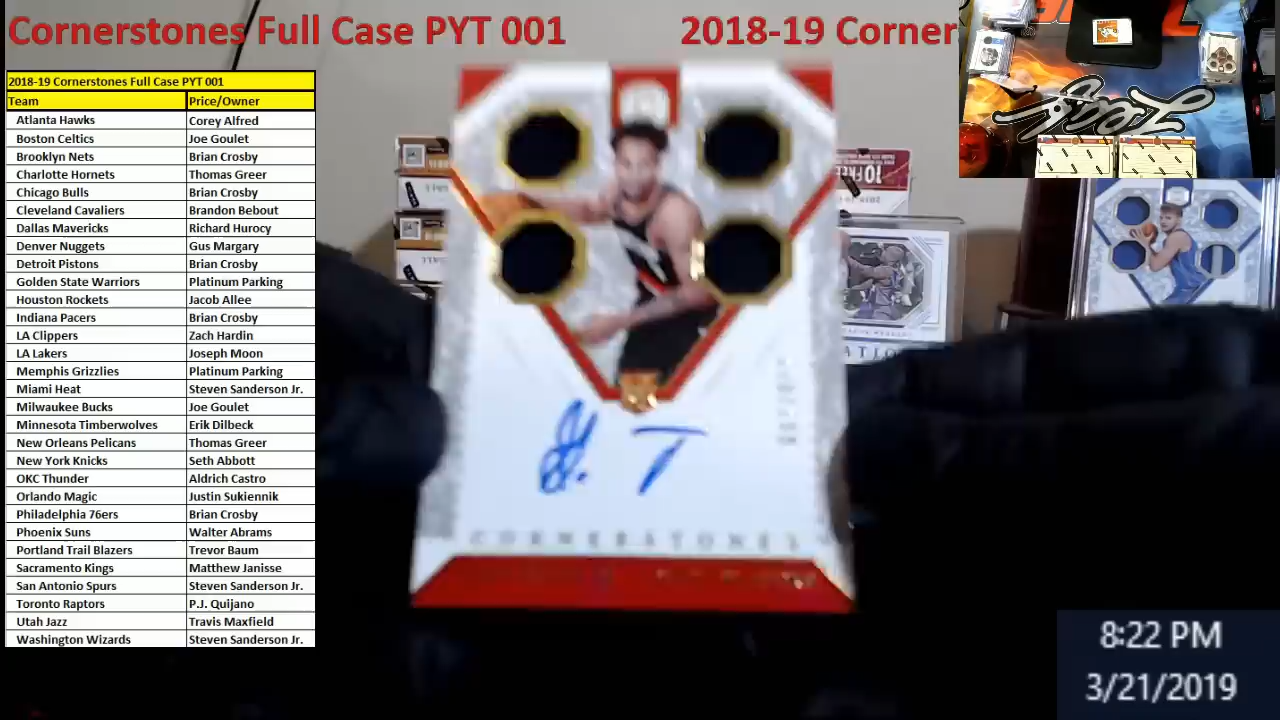 Cornerstones Full Case PYT 001 2018-19 Corner
2018-19 Cornerstones Full Case PYT 001
Team Price/Owner
Atlanta Hawks Corey Alfred
Boston Celtics Joe Goulet
Brooklyn Nets Brian Crosby
Charlotte Hornets Thomas Greer
Chicago Bulls Brian Crosby
Cleveland Cavaliers Brandon Bebout
Dallas Mavericks Richard Hurocy
Denver Nuggets Gus Margary
Detroit Pistons Brian Crosby
Golden State Warriors Platinum Parking
Houston Rockets Jacob Allee
Indiana Pacers Brian Crosby
LA Clippers Zach Hardin
LA Lakers Joseph Moon
Memphis Grizzlies Platinum Parking
Miami Heat Steven Sanderson Jr.
Milwaukee Bucks Joe Goulet
Minnesota Timberwolves Erik Dilbeck
New Orleans Pelicans Thomas Greer
New York Knicks Seth Abbott
OKC Thunder Aldrich Castro
Orlando Magic Justin Sukiennik
Philadelphia 76ers Brian Crosby
Phoenix Suns Walter Abrams
Portland Trail Blazers Trevor Baum
Sacramento Kings Matthew Janisse
San Antonio Spurs Steven Sanderson Jr.
Toronto Raptors P.J. Quijano
Utah Jazz Travis Maxfield
Washington Wizards Steven Sanderson Jr.
CORNERSTONES
Leaf
8:22 PM
3/21/2019